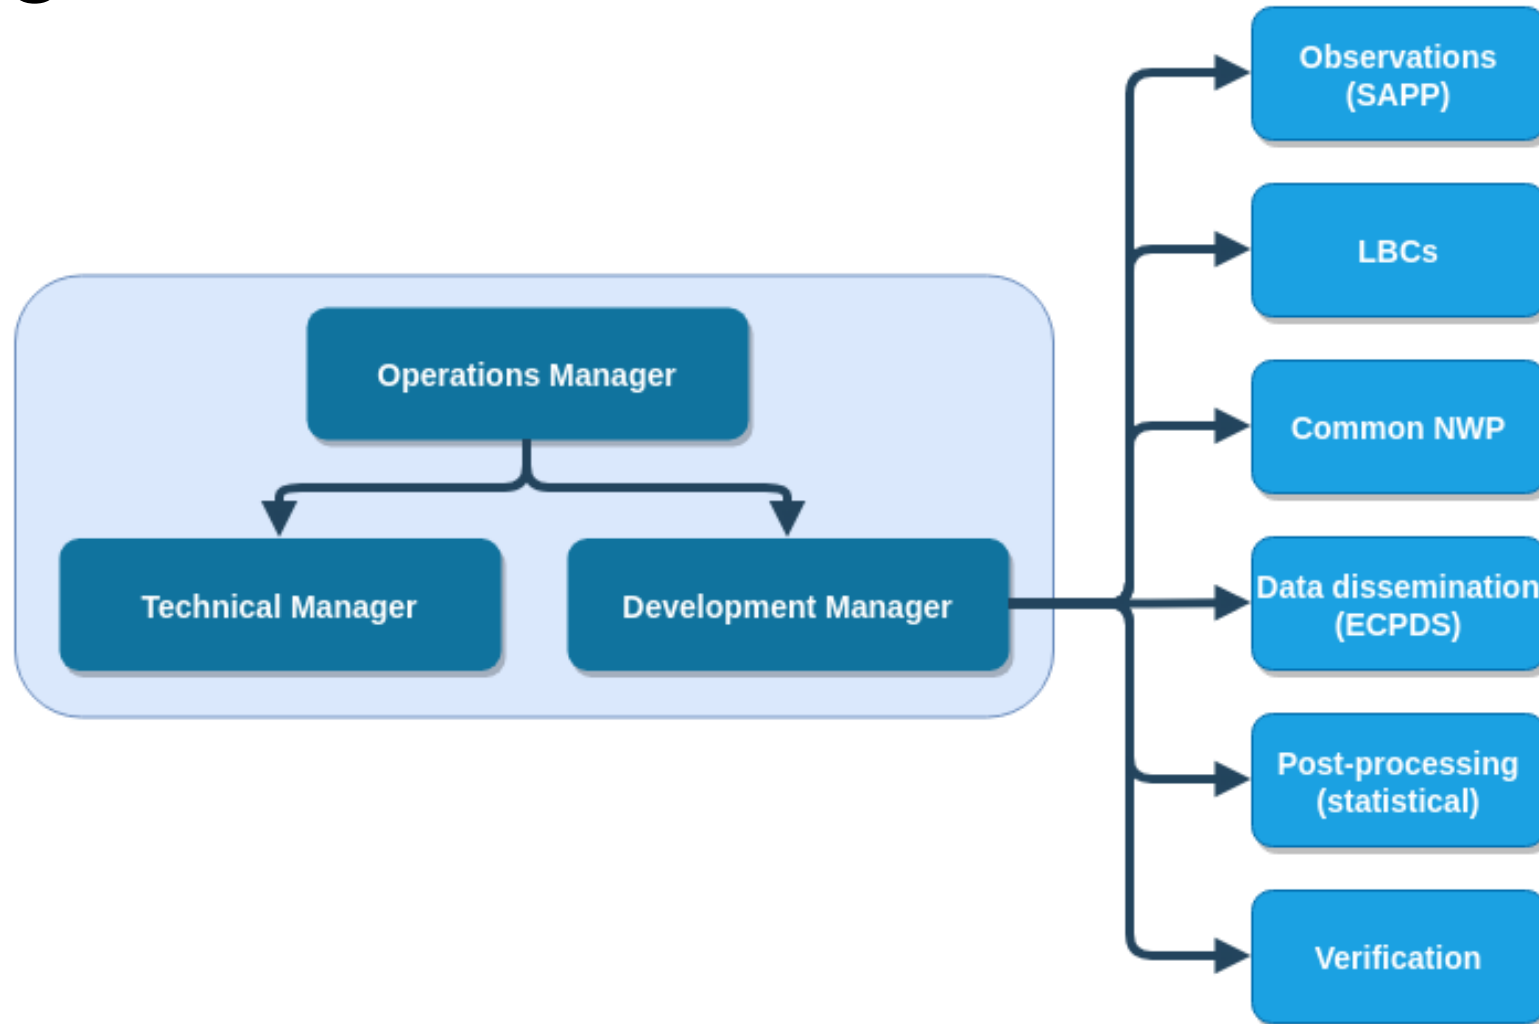 Operations Manager
Technical Manager
Development Manager
Observations
(SAPP)
LBCs
Common NWP
Data dissemination
(ECPDS)
Post-processing
(statistical)
Verification